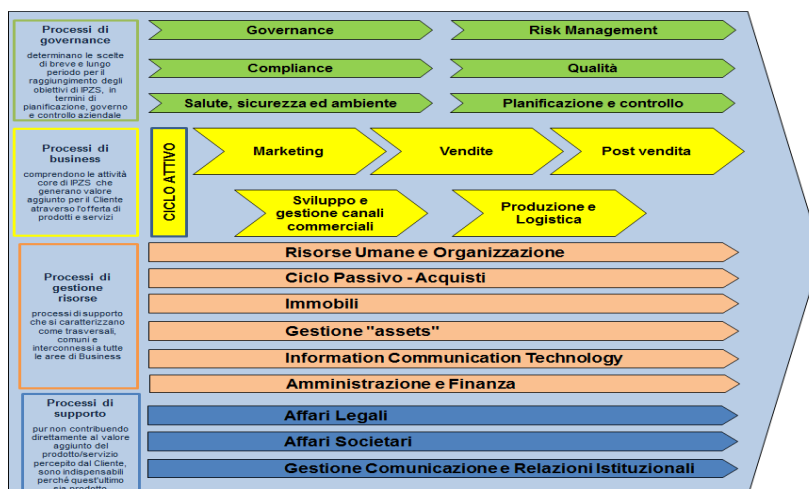 Processi di
governance
determinano le scelte
di breve e lungo
periodo per il
raggiungimento degli
obiettivi di IPZS, in
termini di
pianificazione, governo
e controllo aziendale
Governance
Risk Management
Compliance
Qualità
Salute, sicurezza ed ambiente
Planificazione e controllo
Processi di
business
comprendono le attività
core di IPZS che
generano valore
aggiunto per il Cliente
atraverso l'offerta di
prodotti e servizi
CICLO ATTIVO
Marketing
Vendite
Post vendita
Sviluppo e
gestione canali
commerciali
Produzione e
Logistica
Processi di
gestione
risorse
processi di supporto
che si caratterizzano
come trasversali,
comuni e
interconnessi a tutte
le aree di Business
Risorse Umane e Organizzazione
Ciclo Passivo - Acquisti
Immobili
Gestione "assets"
Information Communication Technology
Amministrazione e Finanza
Processi di
supporto
pur non contribuendo
direttamente al valore
aggiunto del
prodotto/servizio
percepito dal Cliente,
sono indispensabili
perchè quest'ultimo
sia prodotto
Affari Legali
Affari Societari
Gestione Comunicazione e Relazioni Istituzionali